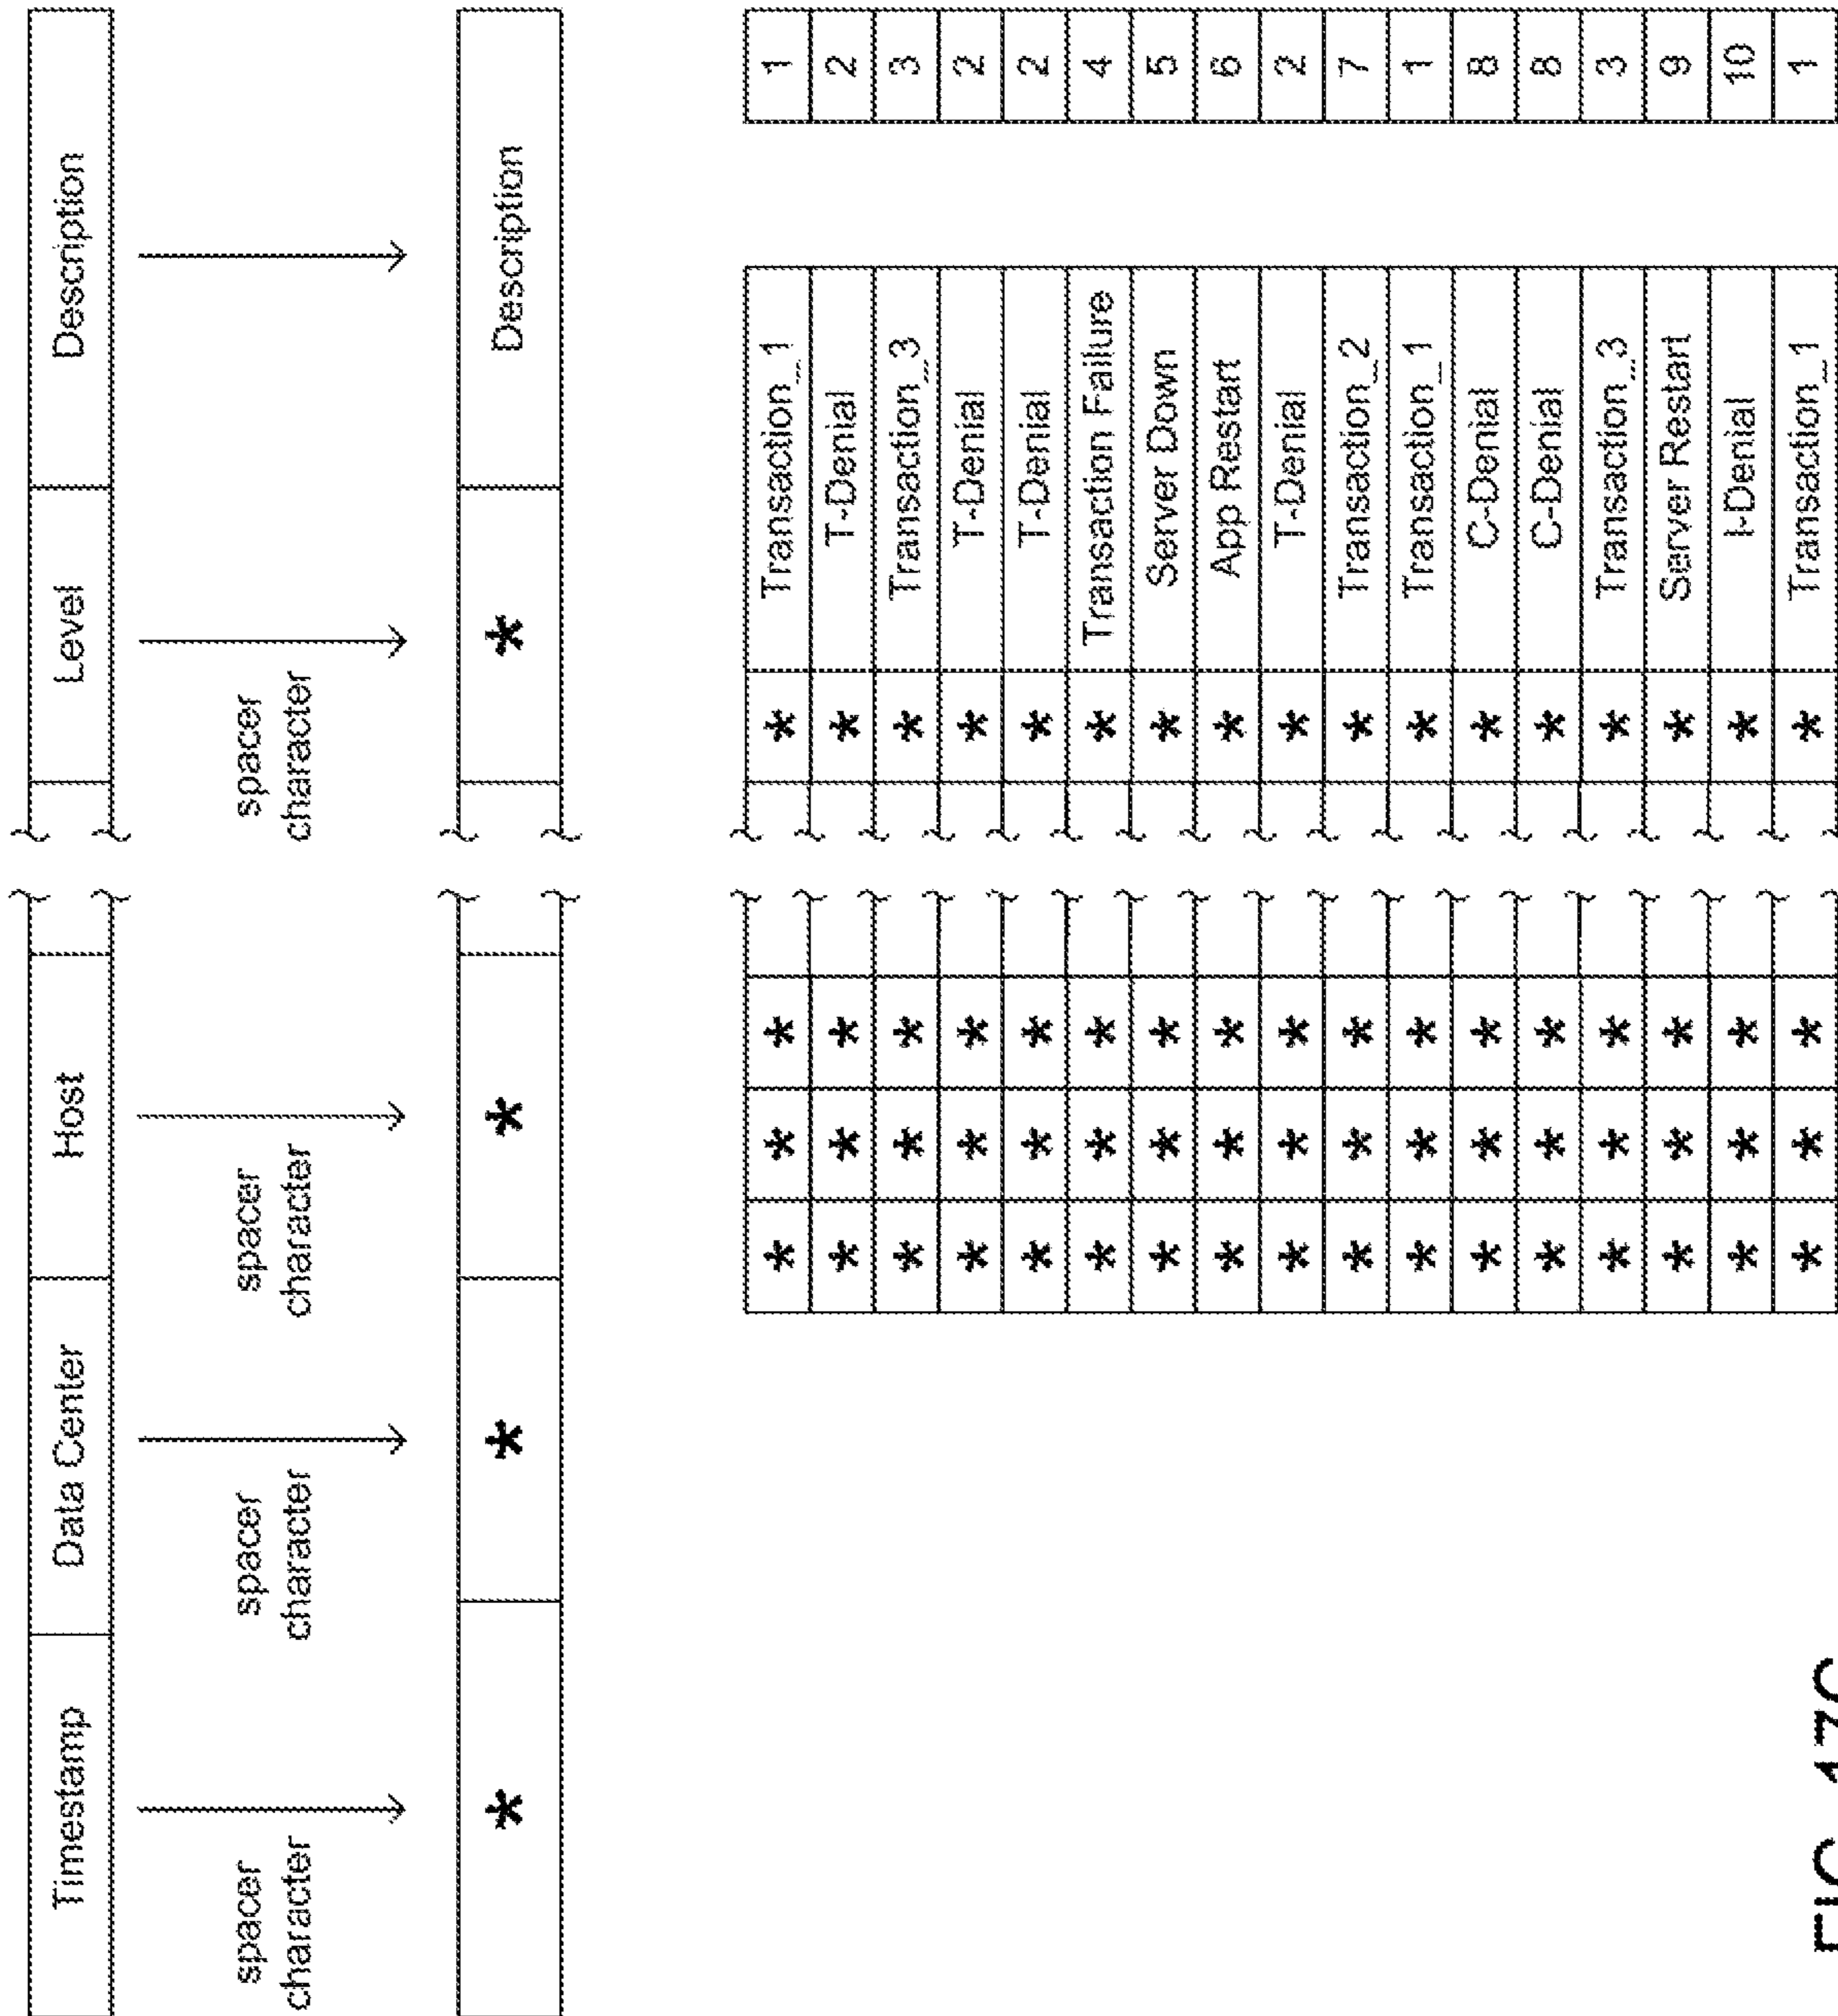 Timestamp Data Center Host Level Description
spacer character spacer character spacer character spacer character
* * * * Description
* * * * Transaction_1 1
* * * * T-Denial 2
* * * * Transaction_3 3
* * * * T-Denial 2
* * * * T-Denial 2
* * * * Transaction Failure 4
* * * * Server Down 5
* * * * App Restart 6
* * * * T-Denial 2
* * * * Transaction_2 7
* * * * Transaction_1 1
* * * * C-Denial 8
* * * * C-Denial 8
* * * * Transaction_3 3
* * * * Server Restart 9
* * * * I-Denial 10
* * * * Transaction_1 1